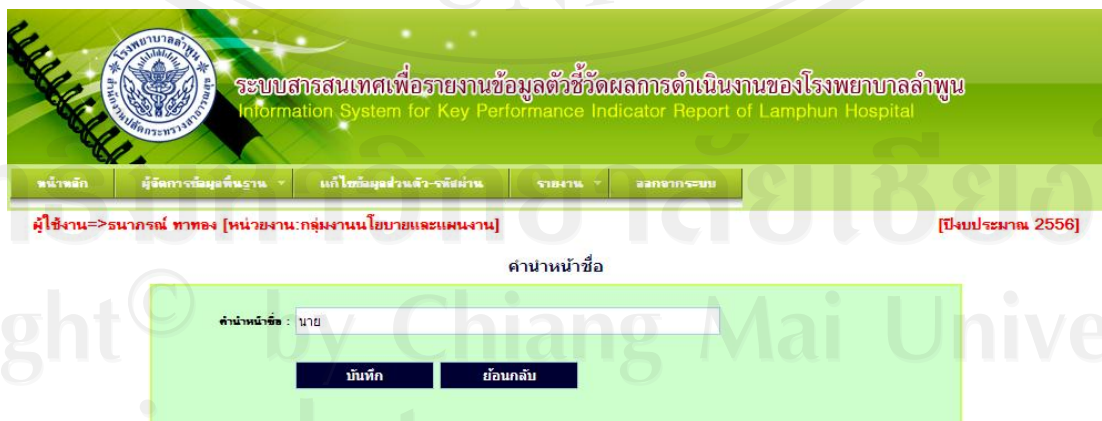 โรงพยาบาลลำพูน
สำนักงานปลัดกระทรวงสาธารณสุข
ระบบสารสนเทศเพื่อรายงานข้อมูลตัวชี้วัดผลการดำเนินงานของโรงพยาบาลลำพูน
Information System for Key Performance Indicator Report of Lamphun Hospital
หน้าหลัก ผู้จัดการข้อมูลพื้นฐาน แก้ไขข้อมูลส่วนตัว-รหัสผ่าน รายงาน ออกจากระบบ
ผู้ใช้งาน=>ธนาภรณ์ ทาทอง [หน่วยงาน:กลุ่มงานนโยบายและแผนงาน] [ปีงบประมาณ 2556]
คำนำหน้าชื่อ
คำนำหน้าชื่อ : นาย
บันทึก ย้อนกลับ
ght© by Chiang Mai Unive